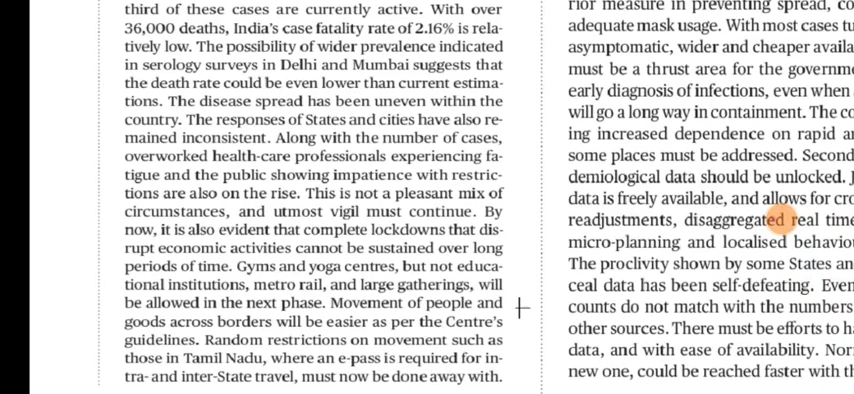 third of these cases are currently active. With over
36,000 deaths, India's case fatality rate of 2.16% is rela-
tively low. The possibility of wider prevalence indicated
in serology surveys in Delhi and Mumbai suggests that
the death rate could be even lower than current estima-
tions. The disease spread has been uneven within the
country. The responses of States and cities have also re-
mained inconsistent. Along with the number of cases,
overworked health-care professionals experiencing fa-
tigue and the public showing impatience with restric-
tions are also on the rise. This is not a pleasant mix of
circumstances, and utmost vigil must continue. By
now, it is also evident that complete lockdowns that dis-
rupt economic activities cannot be sustained over long
periods of time. Gyms and yoga centres, but not educa-
tional institutions, metro rail, and large gatherings, will
be allowed in the next phase. Movement of people and
goods across borders will be easier as per the Centre's
guidelines. Random restrictions on movement such as
those in Tamil Nadu, where an e-pass is required for in-
tra- and inter-State travel, must now be done away with.
rior measure in preventing spread, co
adequate mask usage. With most cases tu
asymptomatic, wider and cheaper availa
must be a thrust area for the governme
early diagnosis of infections, even when
will go a long way in containment. The co
ing increased dependence on rapid an
some places must be addressed. Second
demiological data should be unlocked. J
data is freely available, and allows for cro
readjustments, disaggregated real time
micro-planning and localised behaviou
The proclivity shown by some States an
ceal data has been self-defeating. Even
counts do not match with the numbers
other sources. There must be efforts to ha
data, and with ease of availability. Nor
new one, could be reached faster with th